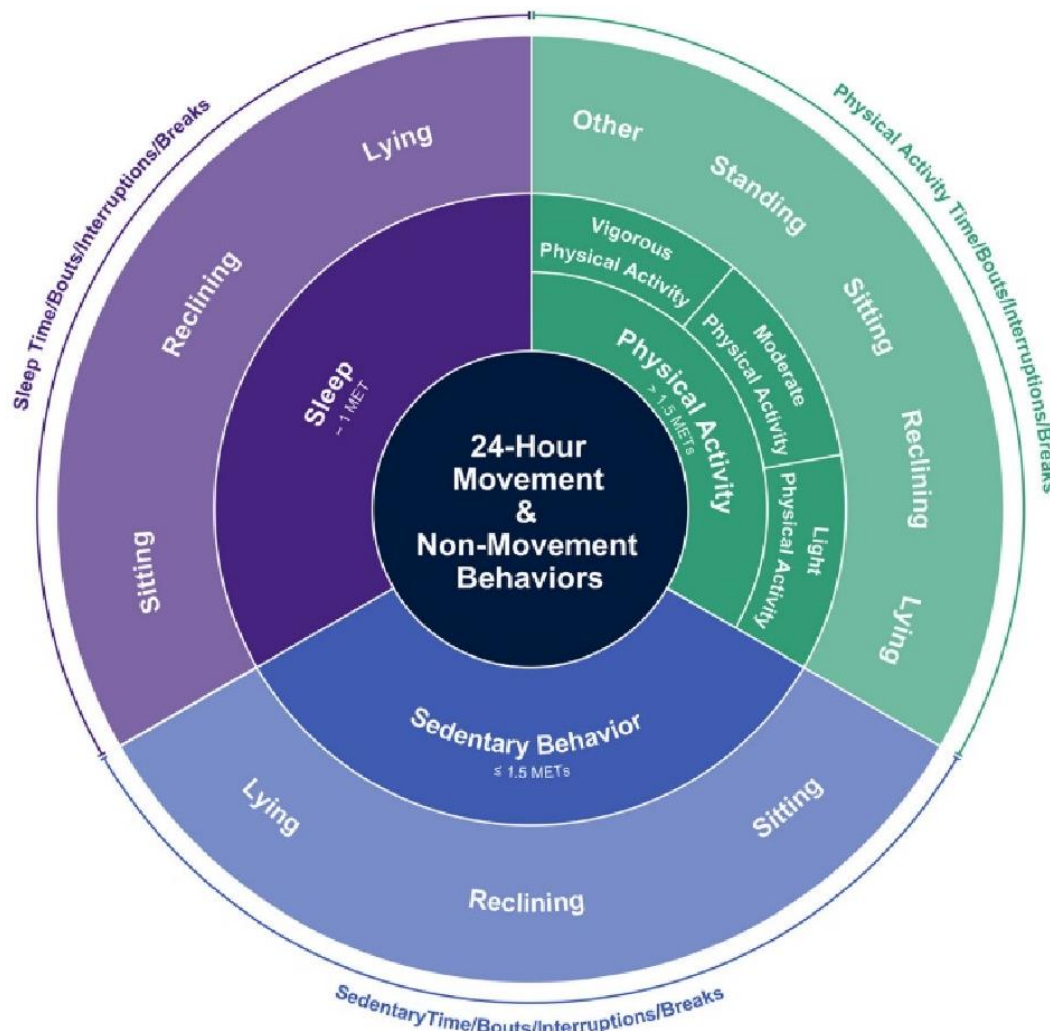 24-Hour
Movement
&
Non-Movement
Behaviors
Sleep
~ 1 MET
Lying
Reclining
Sitting
Sleep Time/Bouts/Interruptions/Breaks
Physical Activity
> 1.5 METs
Vigorous
Physical Activity
Moderate
Physical Activity
Light
Physical Activity
Other
Standing
Sitting
Reclining
Lying
Physical Activity Time/Bouts/Interruptions/Breaks
Sedentary Behavior
≤ 1.5 METs
Lying
Reclining
Sitting
SedentaryTime/Bouts/Interruptions/Breaks